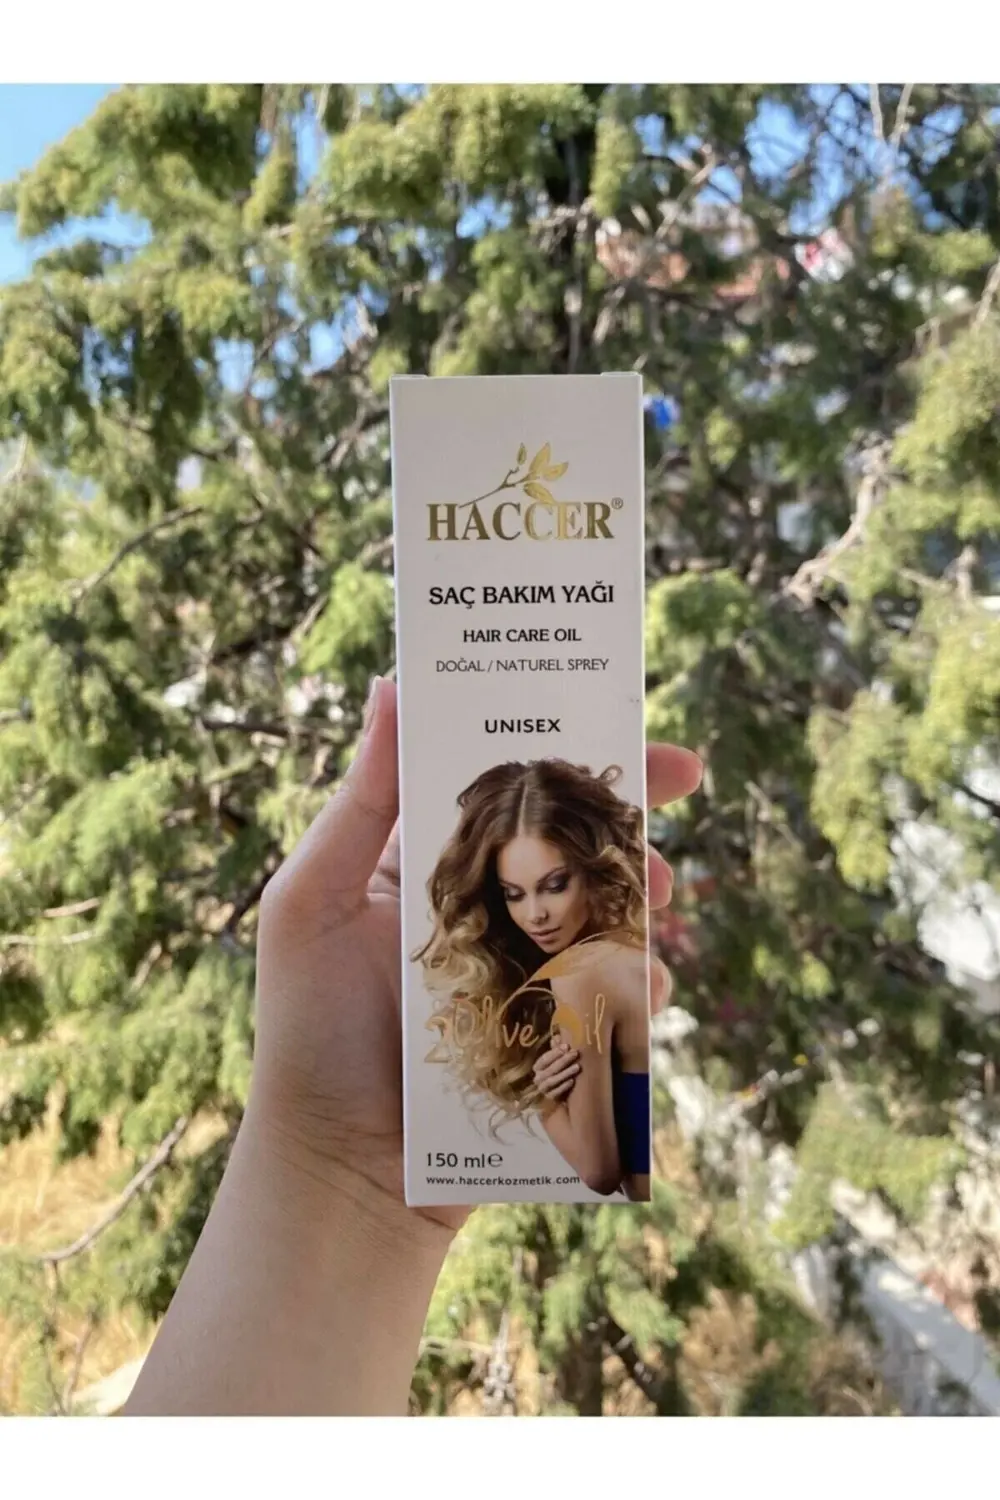 HACCER®
SAÇ BAKIM YAĞI
HAIR CARE OIL
DOĞAL / NATUREL SPREY
UNISEX
Olive Oil
150 ml℮
www.haccerkozmetik.com